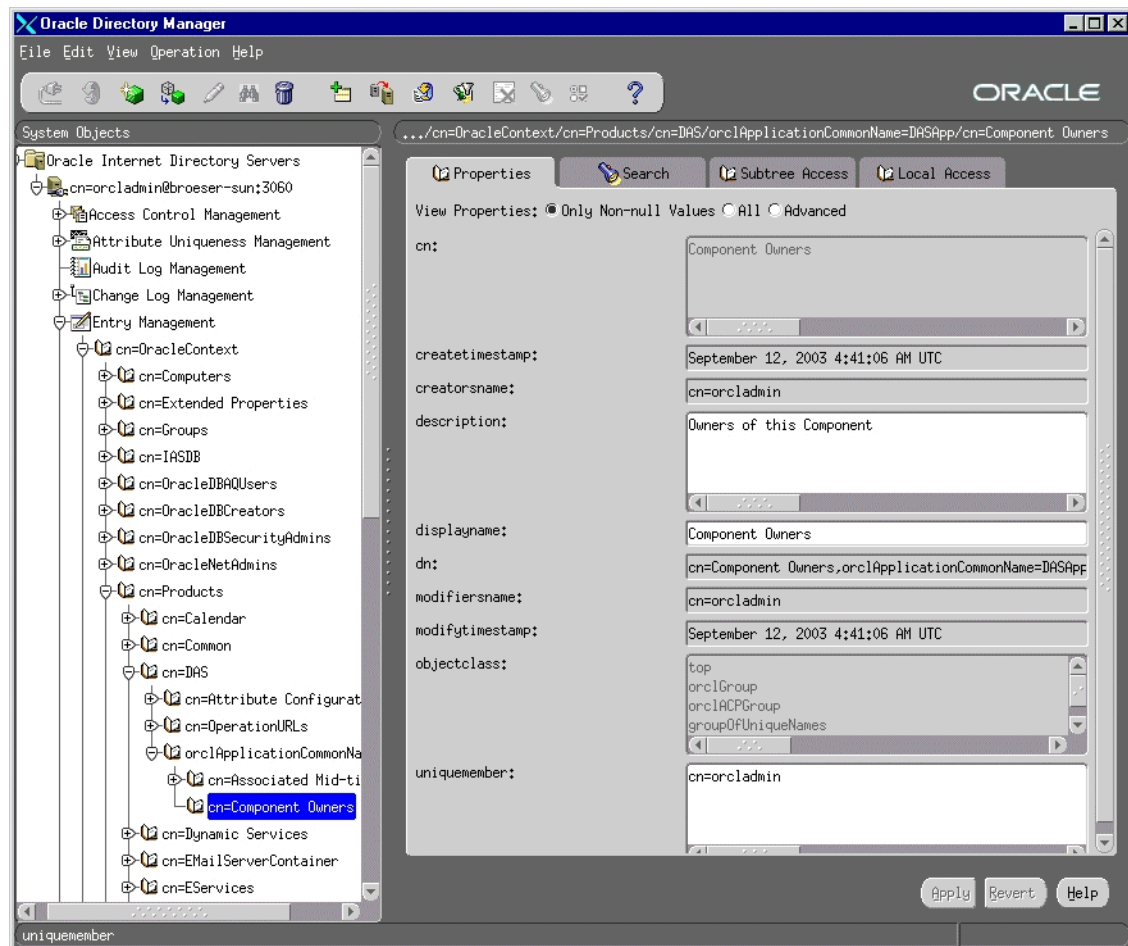 Oracle Directory Manager
File Edit View Operation Help
ORACLE
System Objects
Oracle Internet Directory Servers
cn=orcladmin@broeser-sun:3060
Access Control Management
Attribute Uniqueness Management
Audit Log Management
Change Log Management
Entry Management
cn=OracleContext
cn=Computers
cn=Extended Properties
cn=Groups
cn=IASDB
cn=OracleDBAQUsers
cn=OracleDBCreators
cn=OracleDBSecurityAdmins
cn=OracleNetAdmins
cn=Products
cn=Calendar
cn=Common
cn=DAS
cn=Attribute Configurat
cn=OperationURLs
orclApplicationCommonNa
cn=Associated Mid-ti
cn=Component Owners
cn=Dynamic Services
cn=EMailServerContainer
cn=EServices
.../cn=OracleContext/cn=Products/cn=DAS/orclApplicationCommonName=DASApp/cn=Component Owners
Properties Search Subtree Access Local Access
View Properties: Only Non-null Values All Advanced
cn: Component Owners
createtimestamp: September 12, 2003 4:41:06 AM UTC
creatorsname: cn=orcladmin
description: Owners of this Component
displayname: Component Owners
dn: cn=Component Owners,orclApplicationCommonName=DASApp
modifiersname: cn=orcladmin
modifytimestamp: September 12, 2003 4:41:06 AM UTC
objectclass: top
orclGroup
orclACPGroup
groupOfUniqueNames
uniquemember: cn=orcladmin
Apply Revert Help
uniquemember